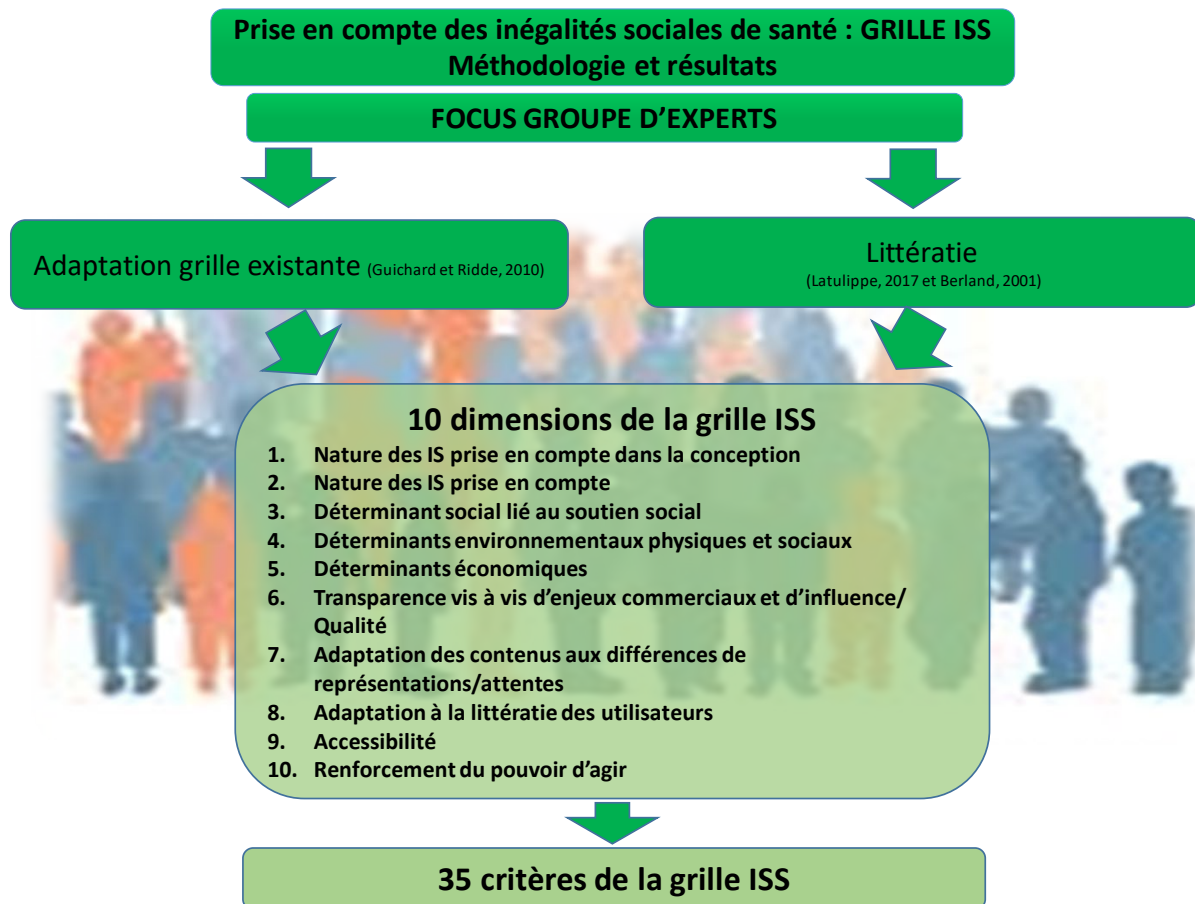 Prise en compte des inégalités sociales de santé : GRILLE ISS
Méthodologie et résultats
FOCUS GROUPE D’EXPERTS
Adaptation grille existante (Guichard et Ridde, 2010)
Littératie
(Latulippe, 2017 et Berland, 2001)
10 dimensions de la grille ISS
1. Nature des IS prise en compte dans la conception
2. Nature des IS prise en compte
3. Déterminant social lié au soutien social
4. Déterminants environnementaux physiques et sociaux
5. Déterminants économiques
6. Transparence vis à vis d’enjeux commerciaux et d’influence/
Qualité
7. Adaptation des contenus aux différences de
représentations/attentes
8. Adaptation à la littératie des utilisateurs
9. Accessibilité
10. Renforcement du pouvoir d’agir
35 critères de la grille ISS